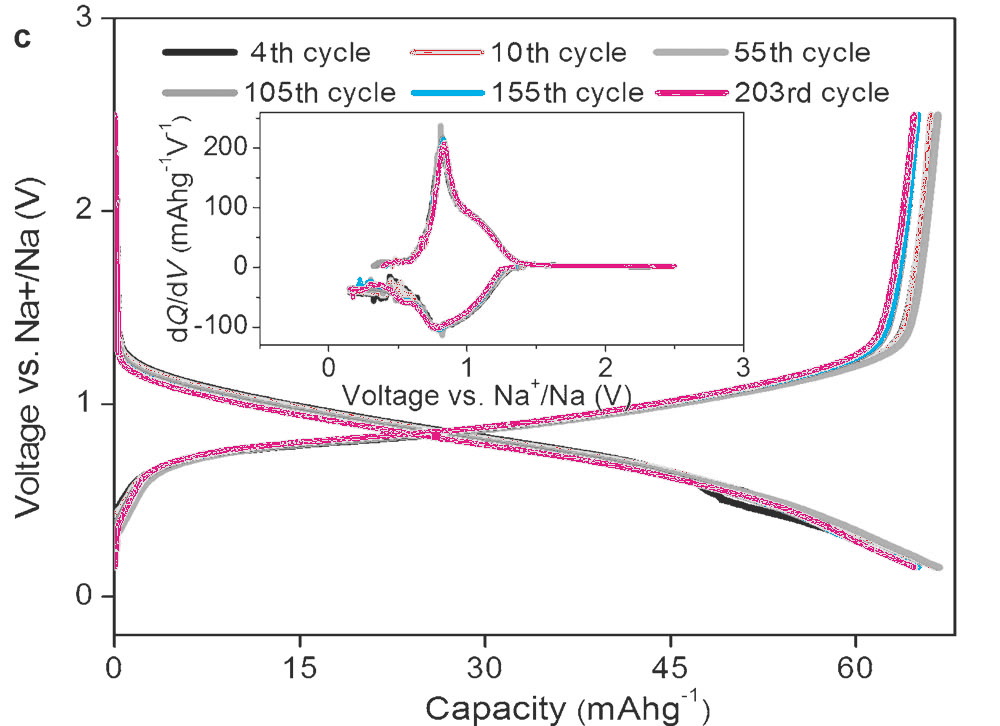 c
3
2
1
0
Voltage vs. Na+/Na (V)
4th cycle 10th cycle 55th cycle
105th cycle 155th cycle 203rd cycle
200
100
0
-100
dQ/dV (mAhg⁻¹V⁻¹)
0 1 2 3
Voltage vs. Na⁺/Na (V)
0 15 30 45 60
Capacity (mAhg⁻¹)